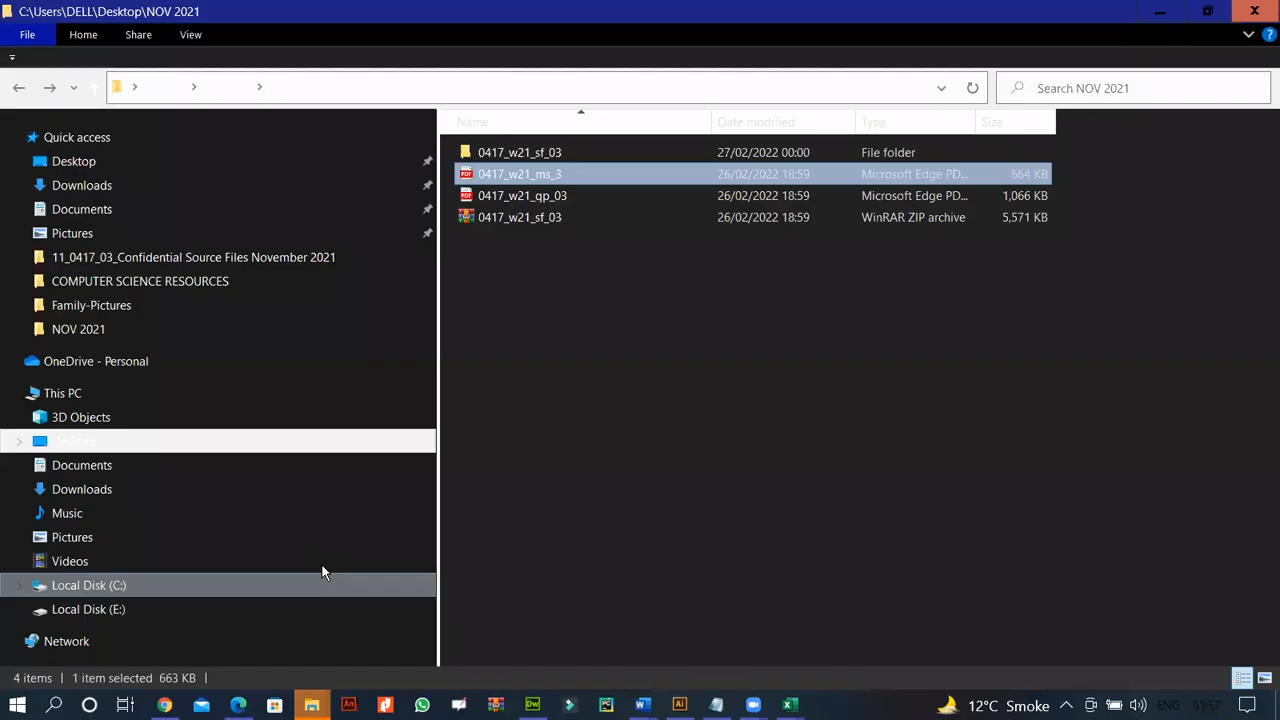 C:\Users\DELL\Desktop\NOV 2021
File Home Share View
Search NOV 2021
Name Date modified Type Size
Quick access
Desktop
Downloads
Documents
Pictures
11_0417_03_Confidential Source Files November 2021
COMPUTER SCIENCE RESOURCES
Family-Pictures
NOV 2021
OneDrive - Personal
This PC
3D Objects
Desktop
Documents
Downloads
Music
Pictures
Videos
Local Disk (C:)
Local Disk (E:)
Network
0417_w21_sf_03 27/02/2022 00:00 File folder
0417_w21_ms_3 26/02/2022 18:59 Microsoft Edge PD... 664 KB
0417_w21_qp_03 26/02/2022 18:59 Microsoft Edge PD... 1,066 KB
0417_w21_sf_03 26/02/2022 18:59 WinRAR ZIP archive 5,571 KB
4 items 1 item selected 663 KB
12°C Smoke ENG 01:57